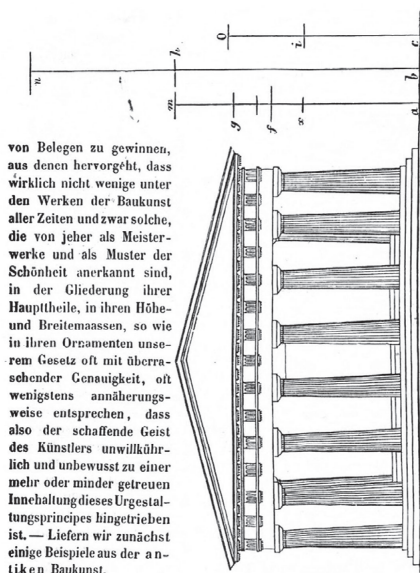 von Belegen zu gewinnen,
aus denen hervorgeht, dass
wirklich nicht wenige unter
den Werken der Baukunst
aller Zeiten und zwar solche,
die von jeher als Meister-
werke und als Muster der
Schönheit anerkannt sind,
in der Gliederung ihrer
Haupttheile, in ihren Höhe-
und Breitemaassen, so wie
in ihren Ornamenten unse-
rem Gesetz oft mit überra-
schender Genauigkeit, oft
wenigstens annäherungs-
weise entsprechen, dass
also der schaffende Geist
des Künstlers unwillkühr-
lich und unbewusst zu einer
mehr oder minder getreuen
Innehaltung dieses Urgestal-
tungsprincipes hingetrieben
ist. — Liefern wir zunächst
einige Beispiele aus der an-
tiken Baukunst.
o i c
n h b
m g f x a